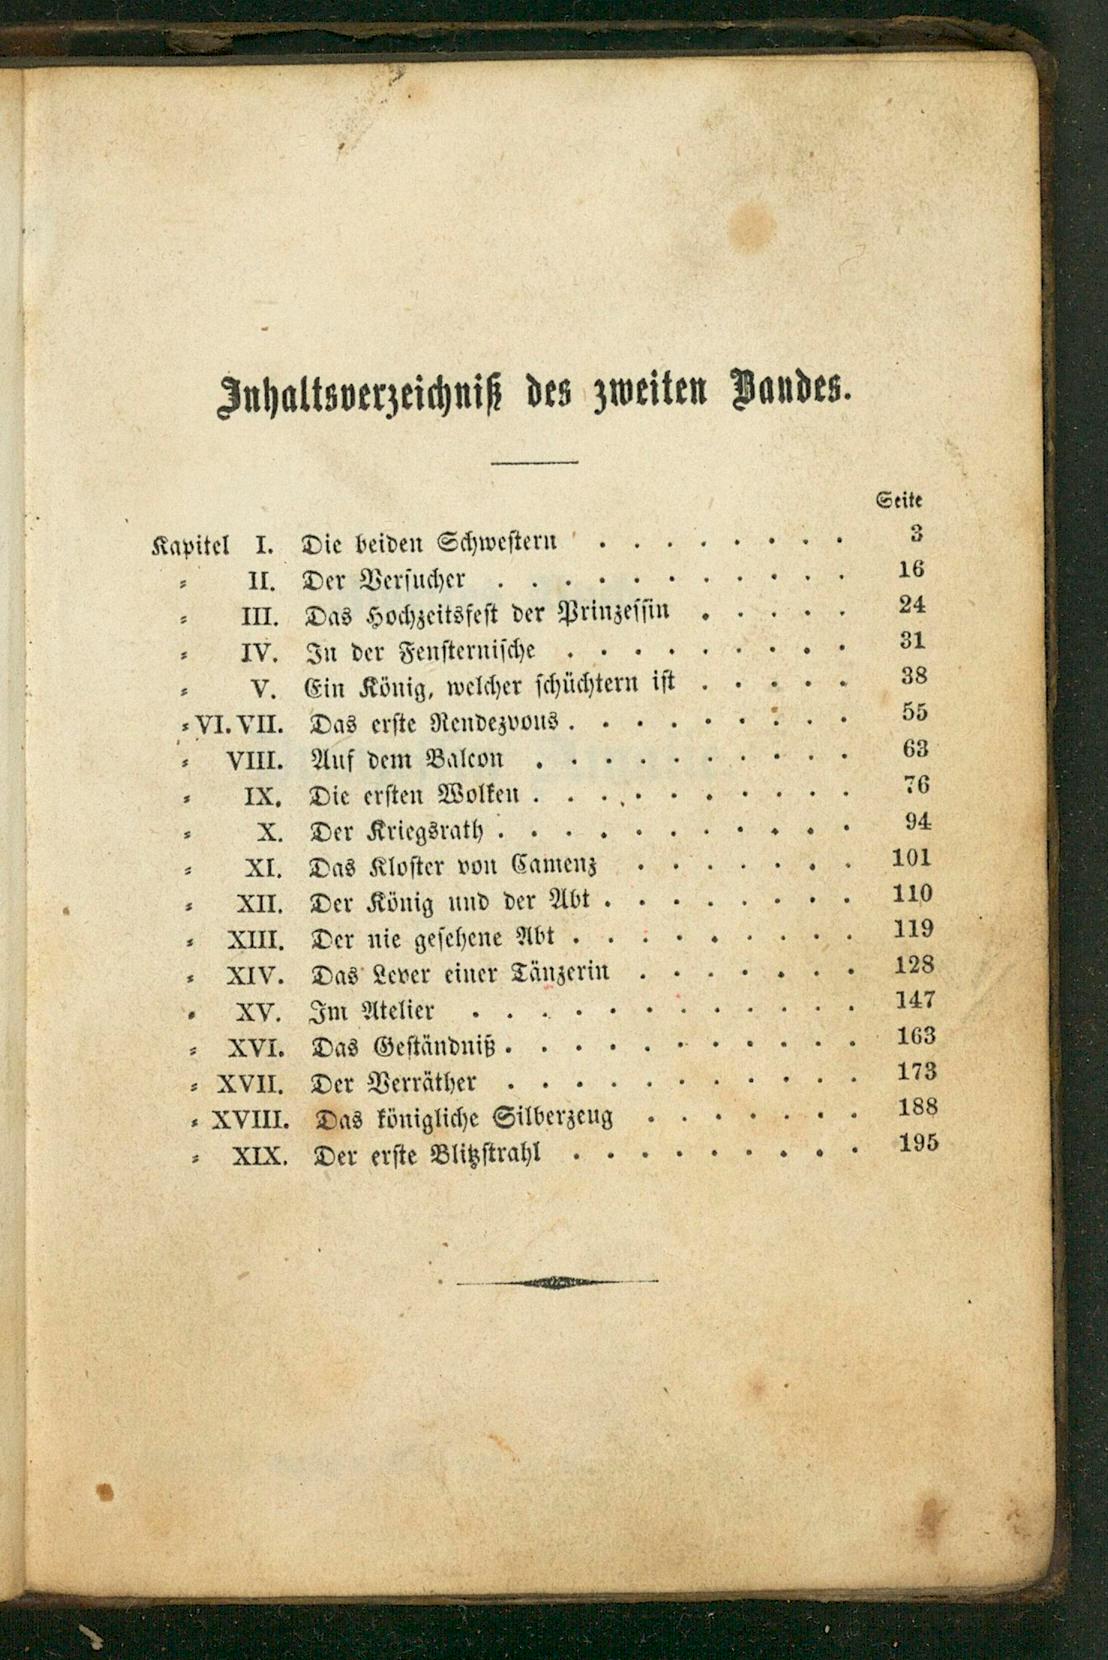 Inhaltsverzeichniß des zweiten Bandes.
Seite
Kapitel I. Die beiden Schwestern . . . . . . . . 3
⸗ II. Der Versucher . . . . . . . . . . . 16
⸗ III. Das Hochzeitsfest der Prinzessin . . . . . 24
⸗ IV. In der Fensternische . . . . . . . . . 31
⸗ V. Ein König, welcher schüchtern ist . . . . . 38
⸗ VI. VII. Das erste Rendezvous . . . . . . . . . 55
⸗ VIII. Auf dem Balcon . . . . . . . . . . 63
⸗ IX. Die ersten Wolken . . . . . . . . . . 76
⸗ X. Der Kriegsrath . . . . . . . . . . . 94
⸗ XI. Das Kloster von Camenz . . . . . . . 101
⸗ XII. Der König und der Abt . . . . . . . . 110
⸗ XIII. Der nie gesehene Abt . . . . . . . . . 119
⸗ XIV. Das Lever einer Tänzerin . . . . . . . 128
⸗ XV. Im Atelier . . . . . . . . . . . . 147
⸗ XVI. Das Geständniß . . . . . . . . . . . 163
⸗ XVII. Der Verräther . . . . . . . . . . . 173
⸗ XVIII. Das königliche Silberzeug . . . . . . . 188
⸗ XIX. Der erste Blitzstrahl . . . . . . . . . 195